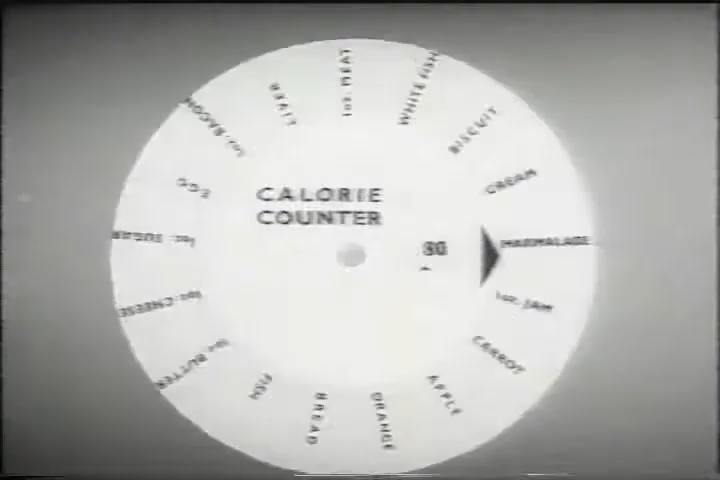 CALORIE
COUNTER
80
1oz. MEAT
WHITE FISH
BISCUIT
CREAM
MARMALADE
1oz. JAM
CARROT
APPLE
ORANGE
BREAD
FISH
1oz BUTTER
1oz. CHEESE
1oz. SUGAR
EGG
1oz. BACON
LIVER